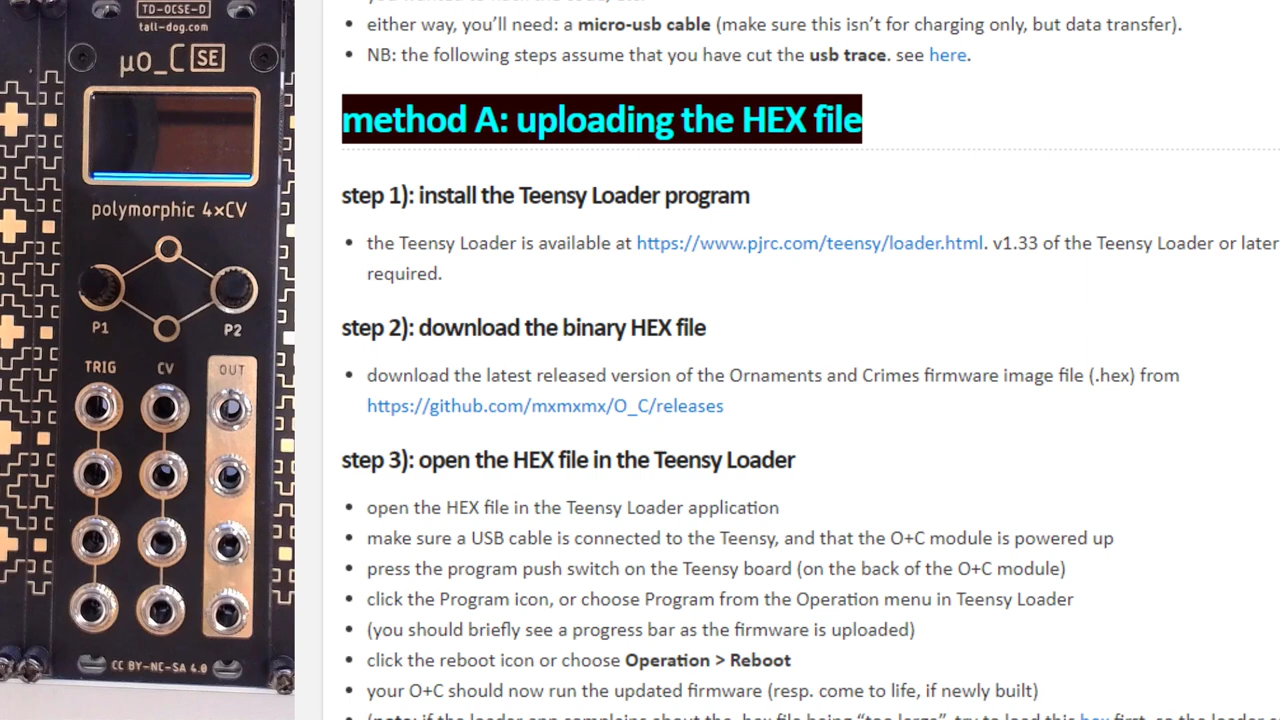 TD-OCSE-D
tall-dog.com
µO_C SE
polymorphic 4xCV
P1
P2
TRIG
CV
OUT
CC BY-NC-SA 4.0
either way, you’ll need: a micro-usb cable (make sure this isn’t for charging only, but data transfer).
NB: the following steps assume that you have cut the usb trace. see here.
method A: uploading the HEX file
step 1): install the Teensy Loader program
the Teensy Loader is available at https://www.pjrc.com/teensy/loader.html. v1.33 of the Teensy Loader or later
required.
step 2): download the binary HEX file
download the latest released version of the Ornaments and Crimes firmware image file (.hex) from
https://github.com/mxmxmx/O_C/releases
step 3): open the HEX file in the Teensy Loader
open the HEX file in the Teensy Loader application
make sure a USB cable is connected to the Teensy, and that the O+C module is powered up
press the program push switch on the Teensy board (on the back of the O+C module)
click the Program icon, or choose Program from the Operation menu in Teensy Loader
(you should briefly see a progress bar as the firmware is uploaded)
click the reboot icon or choose Operation > Reboot
your O+C should now run the updated firmware (resp. come to life, if newly built)